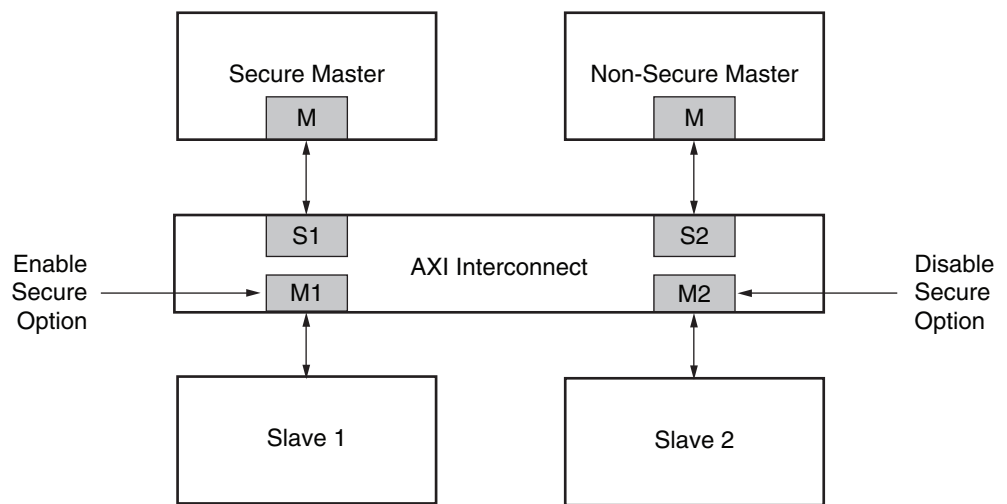 Secure Master
M
Non-Secure Master
M
S1
S2
AXI Interconnect
M1
M2
Enable
Secure
Option
Disable
Secure
Option
Slave 1
Slave 2